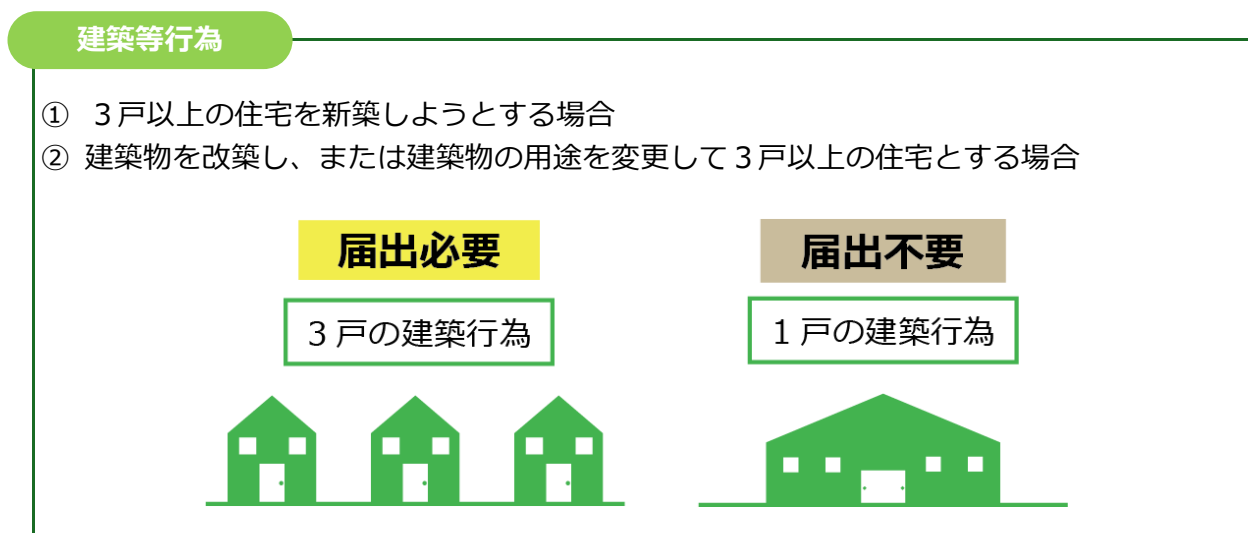 建築等行為
① ３戸以上の住宅を新築しようとする場合
② 建築物を改築し、または建築物の用途を変更して３戸以上の住宅とする場合
届出必要
届出不要
３戸の建築行為
１戸の建築行為